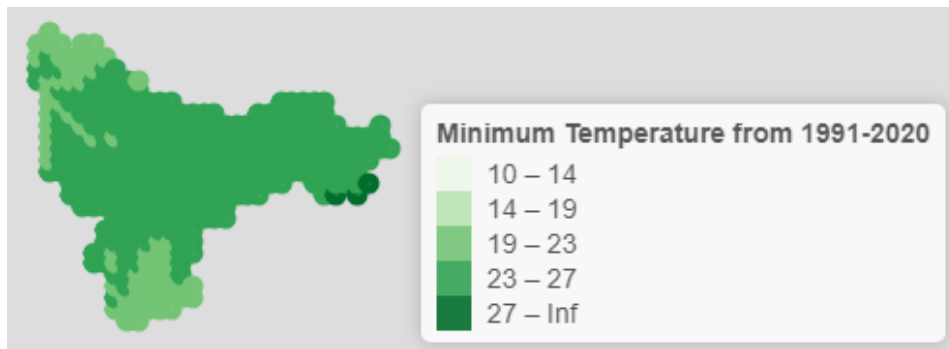 Minimum Temperature from 1991-2020
10 – 14
14 – 19
19 – 23
23 – 27
27 – Inf